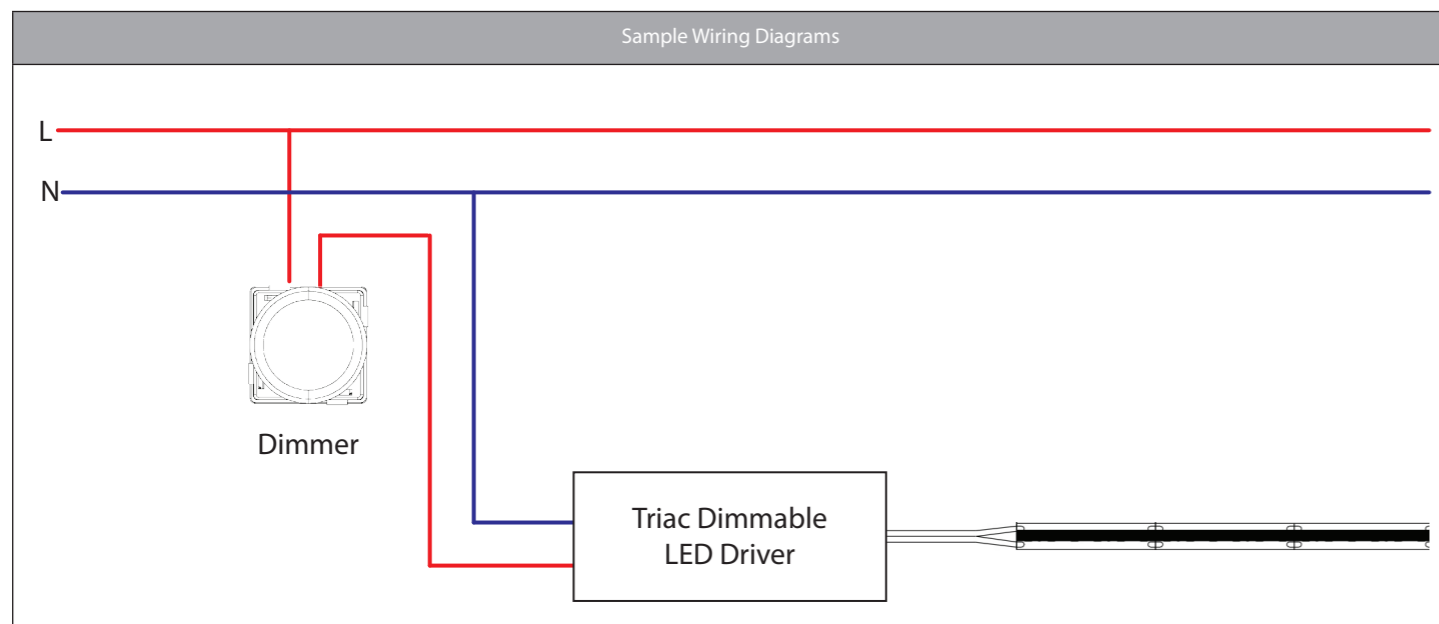 Sample Wiring Diagrams
L
N
Dimmer
Triac Dimmable
LED Driver